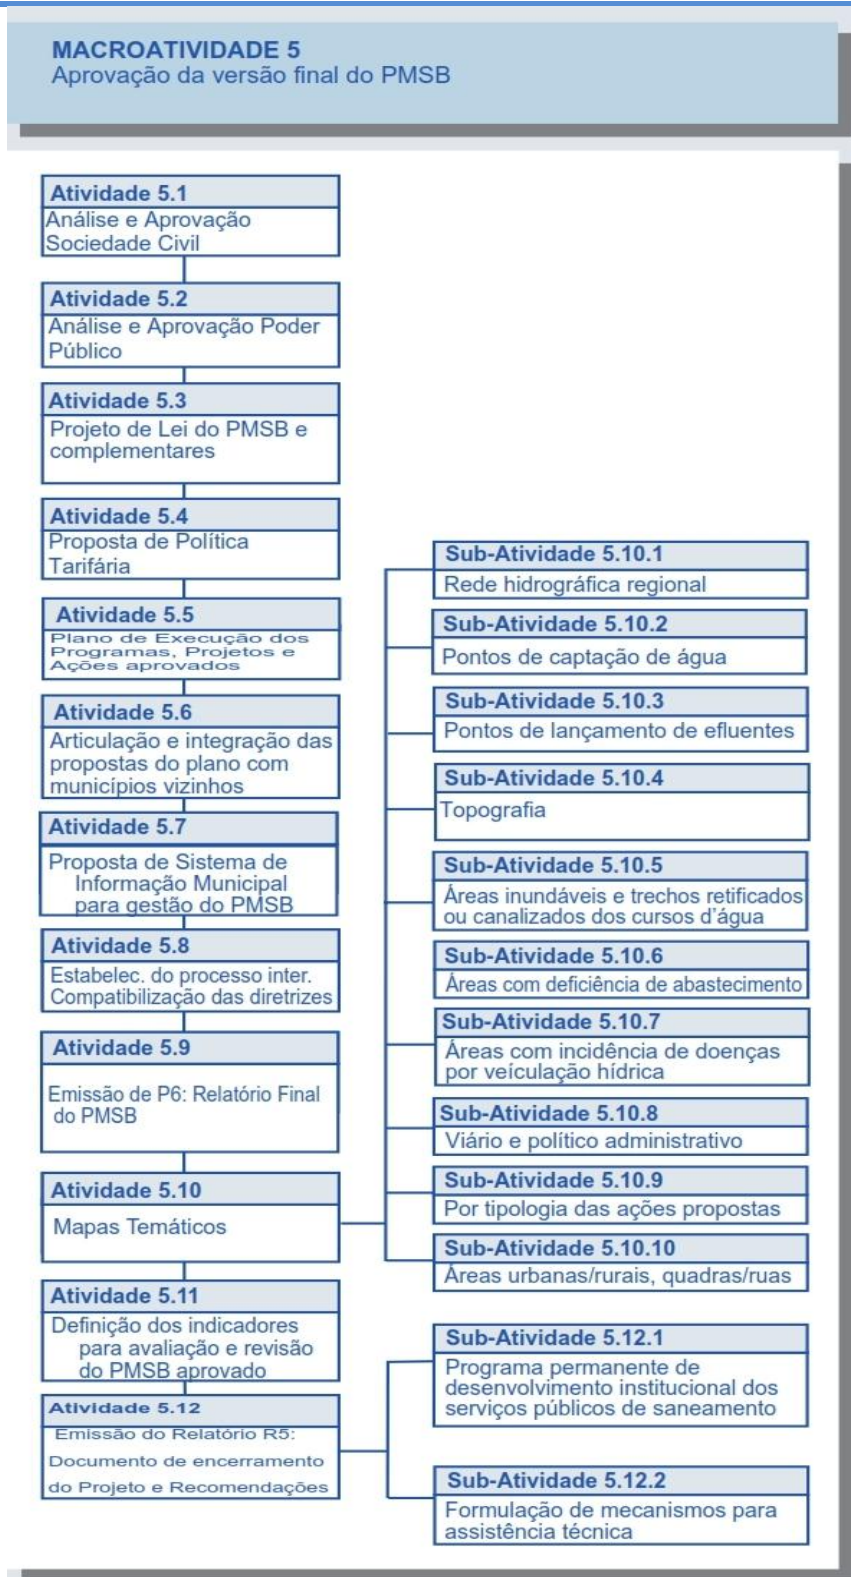 MACROATIVIDADE 5
Aprovação da versão final do PMSB
Atividade 5.1
Análise e Aprovação
Sociedade Civil
Atividade 5.2
Análise e Aprovação Poder
Público
Atividade 5.3
Projeto de Lei do PMSB e
complementares
Atividade 5.4
Proposta de Política
Tarifária
Atividade 5.5
Plano de Execução dos
Programas, Projetos e
Ações aprovados
Atividade 5.6
Articulação e integração das
propostas do plano com
municípios vizinhos
Atividade 5.7
Proposta de Sistema de
Informação Municipal
para gestão do PMSB
Atividade 5.8
Estabelec. do processo inter.
Compatibilização das diretrizes
Atividade 5.9
Emissão de P6: Relatório Final
do PMSB
Atividade 5.10
Mapas Temáticos
Atividade 5.11
Definição dos indicadores
para avaliação e revisão
do PMSB aprovado
Atividade 5.12
Emissão do Relatório R5:
Documento de encerramento
do Projeto e Recomendações
Sub-Atividade 5.10.1
Rede hidrográfica regional
Sub-Atividade 5.10.2
Pontos de captação de água
Sub-Atividade 5.10.3
Pontos de lançamento de efluentes
Sub-Atividade 5.10.4
Topografia
Sub-Atividade 5.10.5
Áreas inundáveis e trechos retificados
ou canalizados dos cursos d'água
Sub-Atividade 5.10.6
Áreas com deficiência de abastecimento
Sub-Atividade 5.10.7
Áreas com incidência de doenças
por veículação hídrica
Sub-Atividade 5.10.8
Viário e político administrativo
Sub-Atividade 5.10.9
Por tipologia das ações propostas
Sub-Atividade 5.10.10
Áreas urbanas/rurais, quadras/ruas
Sub-Atividade 5.12.1
Programa permanente de
desenvolvimento institucional dos
serviços públicos de saneamento
Sub-Atividade 5.12.2
Formulação de mecanismos para
assistência técnica